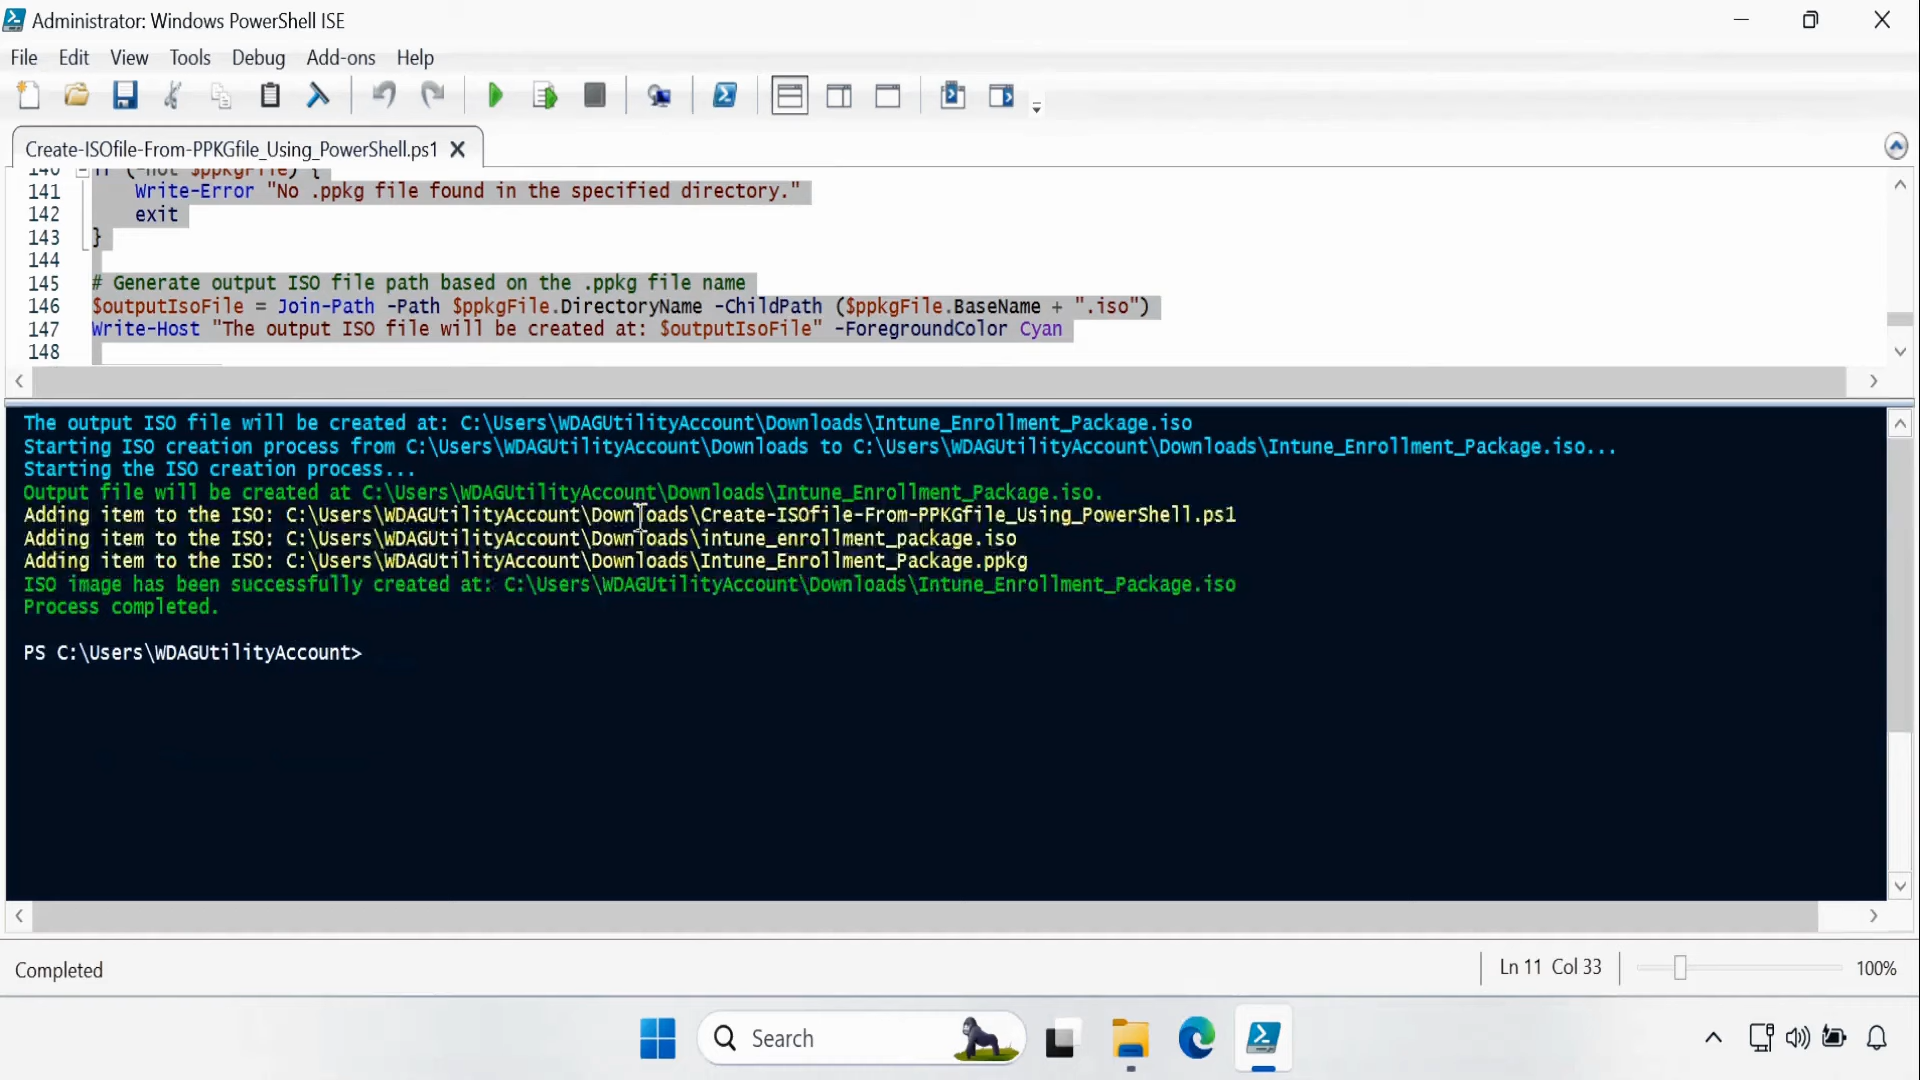 Administrator: Windows PowerShell ISE
File Edit View Tools Debug Add-ons Help
Create-ISOfile-From-PPKGfile_Using_PowerShell.ps1
140 if (-not $ppkgFile) {
141 Write-Error "No .ppkg file found in the specified directory."
142 exit
143 }
144
145 # Generate output ISO file path based on the .ppkg file name
146 $outputIsoFile = Join-Path -Path $ppkgFile.DirectoryName -ChildPath ($ppkgFile.BaseName + ".iso")
147 Write-Host "The output ISO file will be created at: $outputIsoFile" -ForegroundColor Cyan
148
The output ISO file will be created at: C:\Users\WDAGUtilityAccount\Downloads\Intune_Enrollment_Package.iso
Starting ISO creation process from C:\Users\WDAGUtilityAccount\Downloads to C:\Users\WDAGUtilityAccount\Downloads\Intune_Enrollment_Package.iso...
Starting the ISO creation process...
Output file will be created at C:\Users\WDAGUtilityAccount\Downloads\Intune_Enrollment_Package.iso.
Adding item to the ISO: C:\Users\WDAGUtilityAccount\Downloads\Create-ISOfile-From-PPKGfile_Using_PowerShell.ps1
Adding item to the ISO: C:\Users\WDAGUtilityAccount\Downloads\intune_enrollment_package.iso
Adding item to the ISO: C:\Users\WDAGUtilityAccount\Downloads\Intune_Enrollment_Package.ppkg
ISO image has been successfully created at: C:\Users\WDAGUtilityAccount\Downloads\Intune_Enrollment_Package.iso
Process completed.
PS C:\Users\WDAGUtilityAccount>
Completed
Ln 11 Col 33
100%
Search